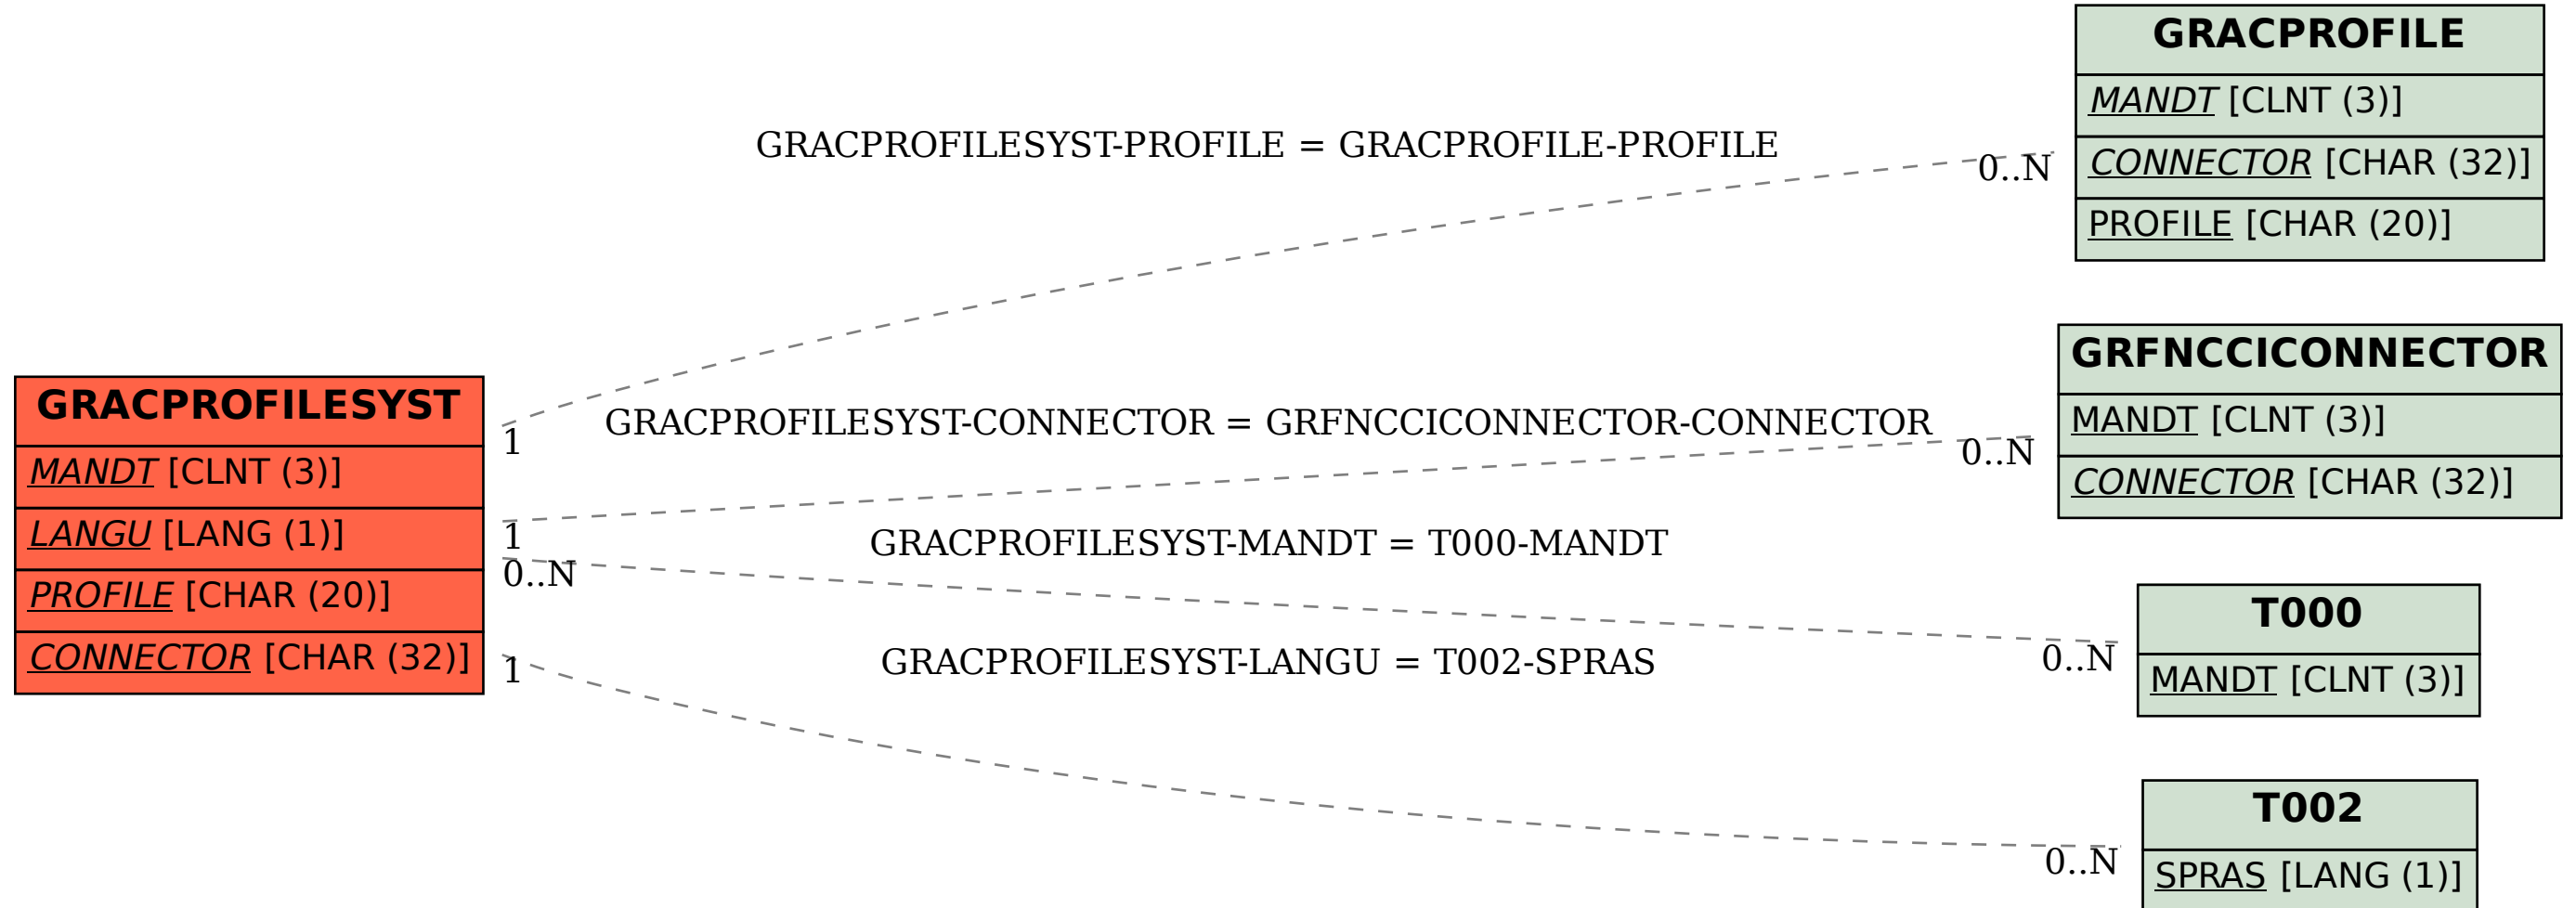 GRACPROFILE
MANDT [CLNT (3)]
CONNECTOR [CHAR (32)]
PROFILE [CHAR (20)]
GRACPROFILESYST-PROFILE = GRACPROFILE-PROFILE
0..N
1
GRFNCCICONNECTOR
MANDT [CLNT (3)]
CONNECTOR [CHAR (32)]
GRACPROFILESYST-CONNECTOR = GRFNCCICONNECTOR-CONNECTOR
0..N
1
GRACPROFILESYST
MANDT [CLNT (3)]
LANGU [LANG (1)]
PROFILE [CHAR (20)]
CONNECTOR [CHAR (32)]
GRACPROFILESYST-MANDT = T000-MANDT
0..N
0..N
T000
MANDT [CLNT (3)]
GRACPROFILESYST-LANGU = T002-SPRAS
1
0..N
T002
SPRAS [LANG (1)]